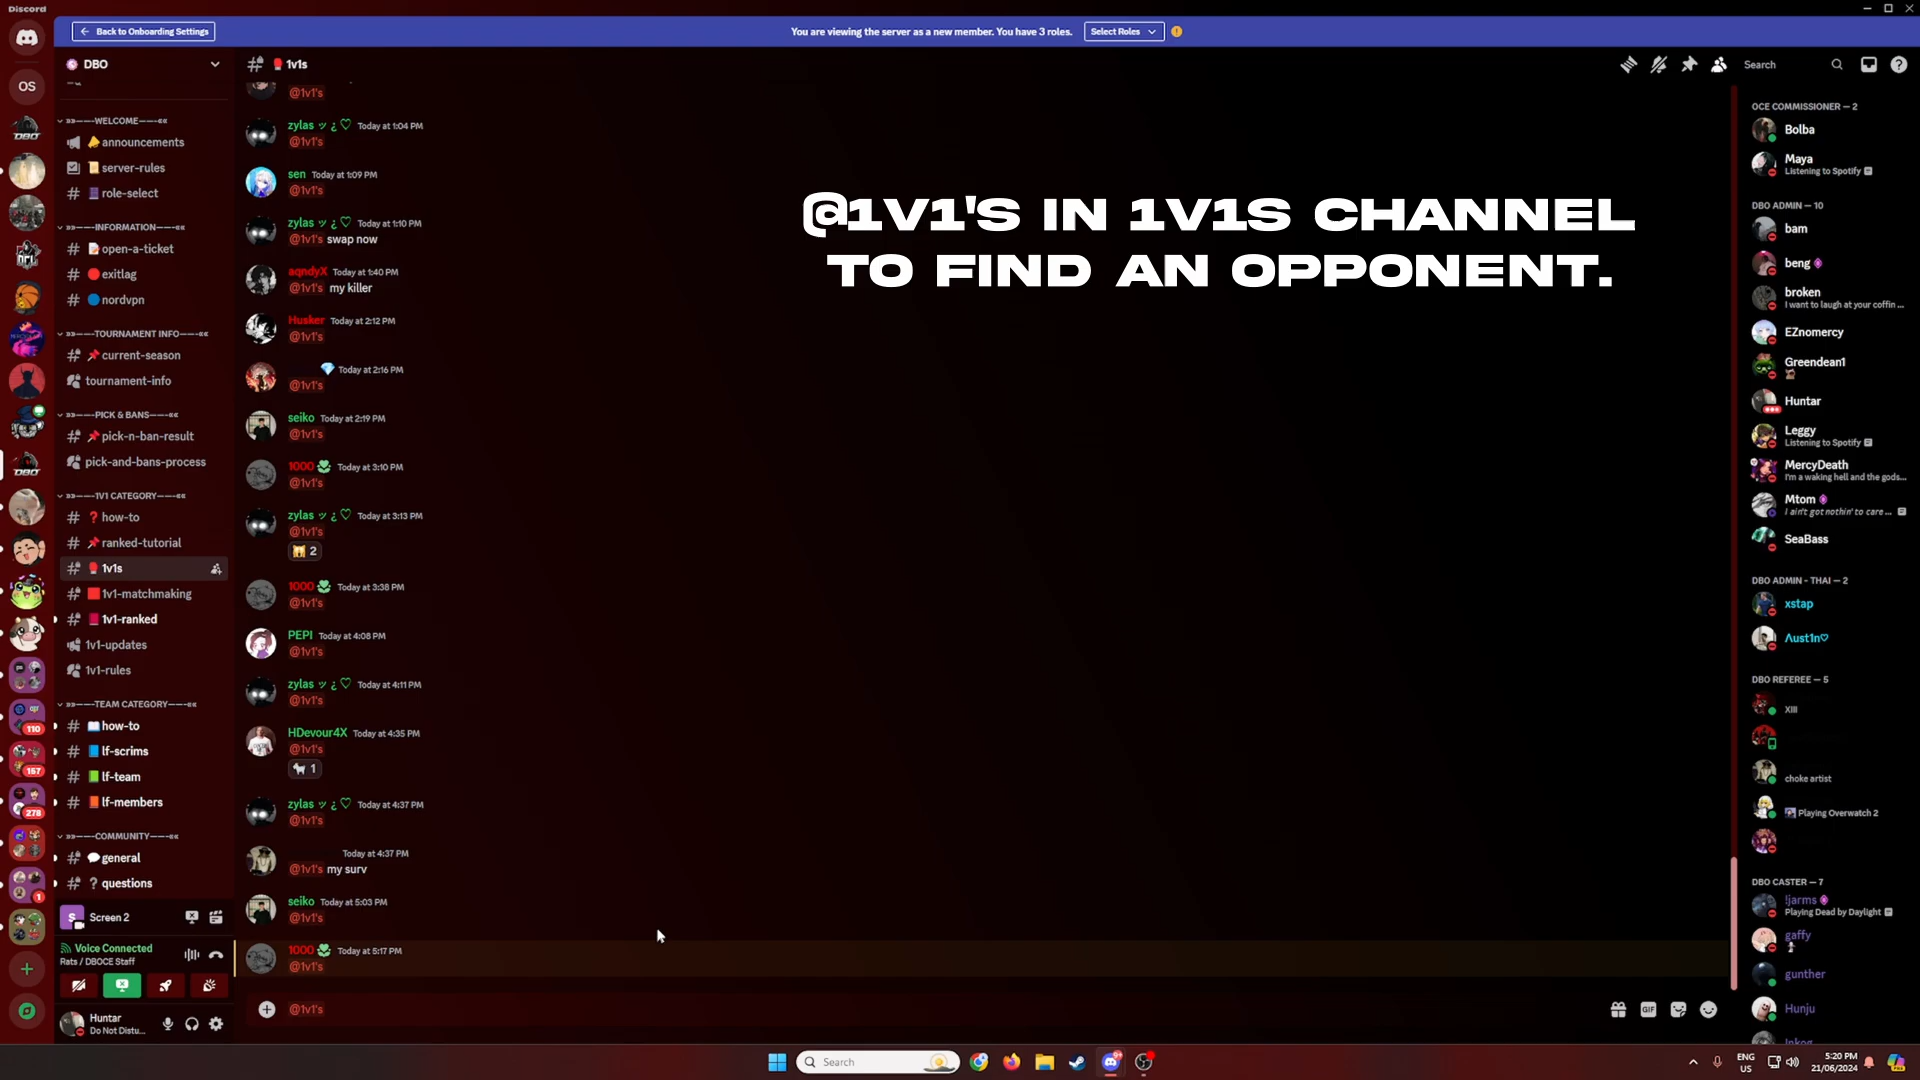 Discord
Back to Onboarding Settings
You are viewing the server as a new member. You have 3 roles.
Select Roles
OS
DBO
WELCOME
announcements
server-rules
role-select
INFORMATION
open-a-ticket
exitlag
nordvpn
TOURNAMENT INFO
current-season
tournament-info
PICK & BANS
pick-n-ban-result
pick-and-bans-process
1V1 CATEGORY
how-to
ranked-tutorial
1v1s
1v1-matchmaking
1v1-ranked
1v1-updates
1v1-rules
TEAM CATEGORY
how-to
lf-scrims
lf-team
lf-members
COMMUNITY
general
questions
110
157
278
1
Screen 2
Voice Connected
Rats / DBOCE Staff
Huntar
Do Not Distu...
1v1s
@1v1's
zylas ッ ¿ ♡ Today at 1:04 PM
@1v1's
sen Today at 1:09 PM
@1v1's
zylas ッ ¿ ♡ Today at 1:10 PM
@1v1's swap now
aqndyX Today at 1:40 PM
@1v1's my killer
Husker Today at 2:12 PM
@1v1's
Today at 2:16 PM
@1v1's
seiko Today at 2:19 PM
@1v1's
1000 Today at 3:10 PM
@1v1's
zylas ッ ¿ ♡ Today at 3:13 PM
@1v1's
2
1000 Today at 3:38 PM
@1v1's
PEPI Today at 4:08 PM
@1v1's
zylas ッ ¿ ♡ Today at 4:11 PM
@1v1's
HDevour4X Today at 4:35 PM
@1v1's
1
zylas ッ ¿ ♡ Today at 4:37 PM
@1v1's
Today at 4:37 PM
@1v1's my surv
seiko Today at 5:03 PM
@1v1's
1000 Today at 5:17 PM
@1v1's
@1v1's
GIF
@1V1'S IN 1V1S CHANNEL
TO FIND AN OPPONENT.
Search
OCE COMMISSIONER — 2
Bolba
Maya
Listening to Spotify
DBO ADMIN — 10
bam
beng
broken
I want to laugh at your coffin ...
EZnomercy
Greendean1
Huntar
Leggy
Listening to Spotify
MercyDeath
I'm a waking hell and the gods...
Mtom
I ain't got nothin' to care ...
SeaBass
DBO ADMIN - THAI — 2
xstap
Λust1n♡
DBO REFEREE — 5
XIII
choke artist
Playing Overwatch 2
DBO CASTER — 7
!jarms
Playing Dead by Daylight
gaffy
gunther
Hunju
Inkog
Search
ENG
US
5:20 PM
21/06/2024